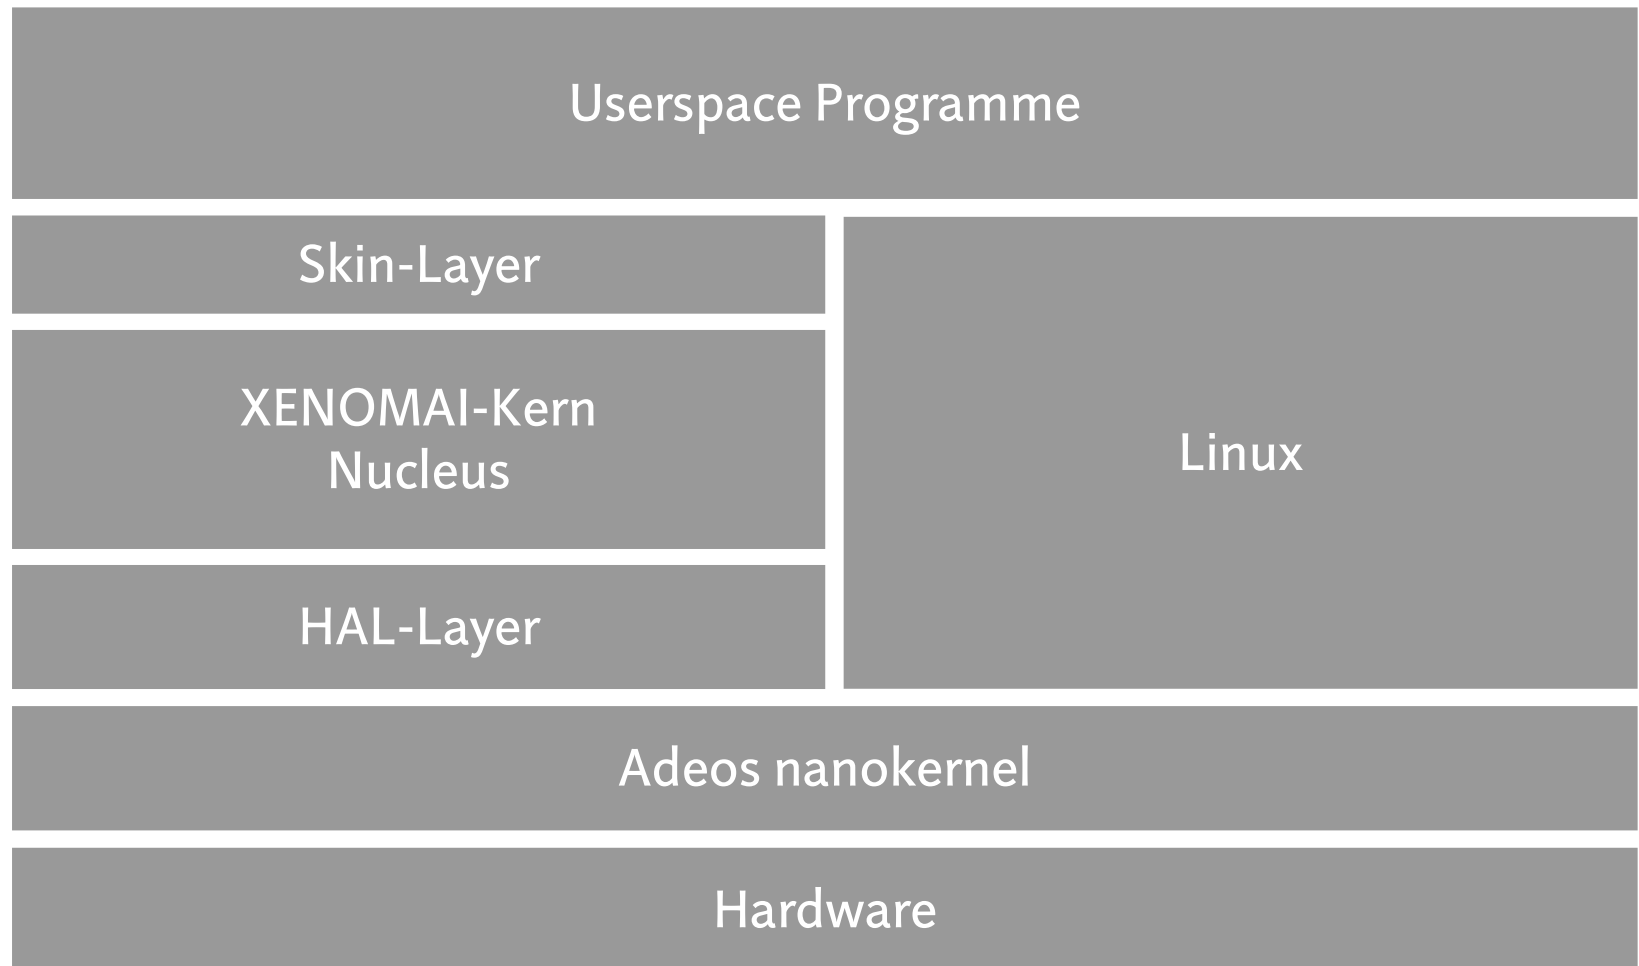 Userspace Programme
Skin-Layer
XENOMAI-Kern
Nucleus
HAL-Layer
Linux
Adeos nanokernel
Hardware